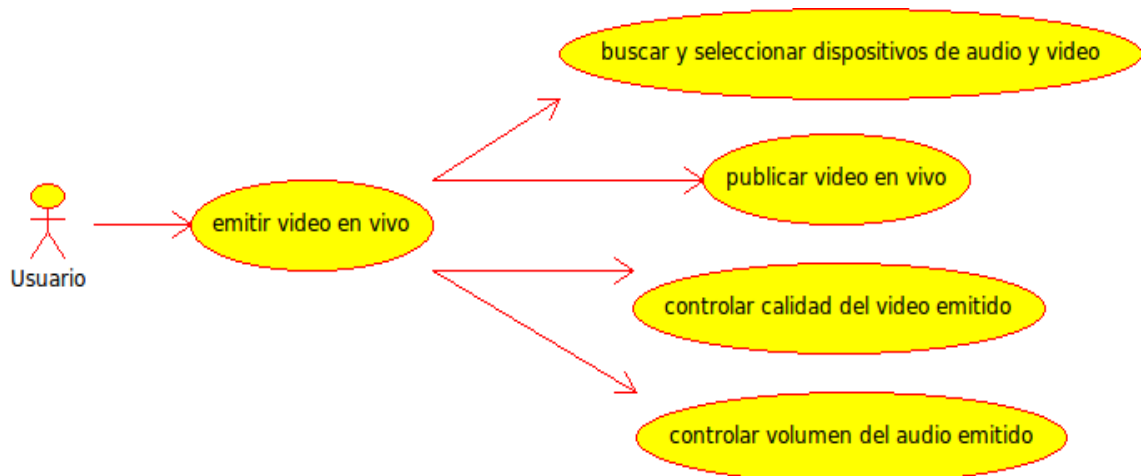 buscar y seleccionar dispositivos de audio y video
publicar video en vivo
emitir video en vivo
Usuario
controlar calidad del video emitido
controlar volumen del audio emitido